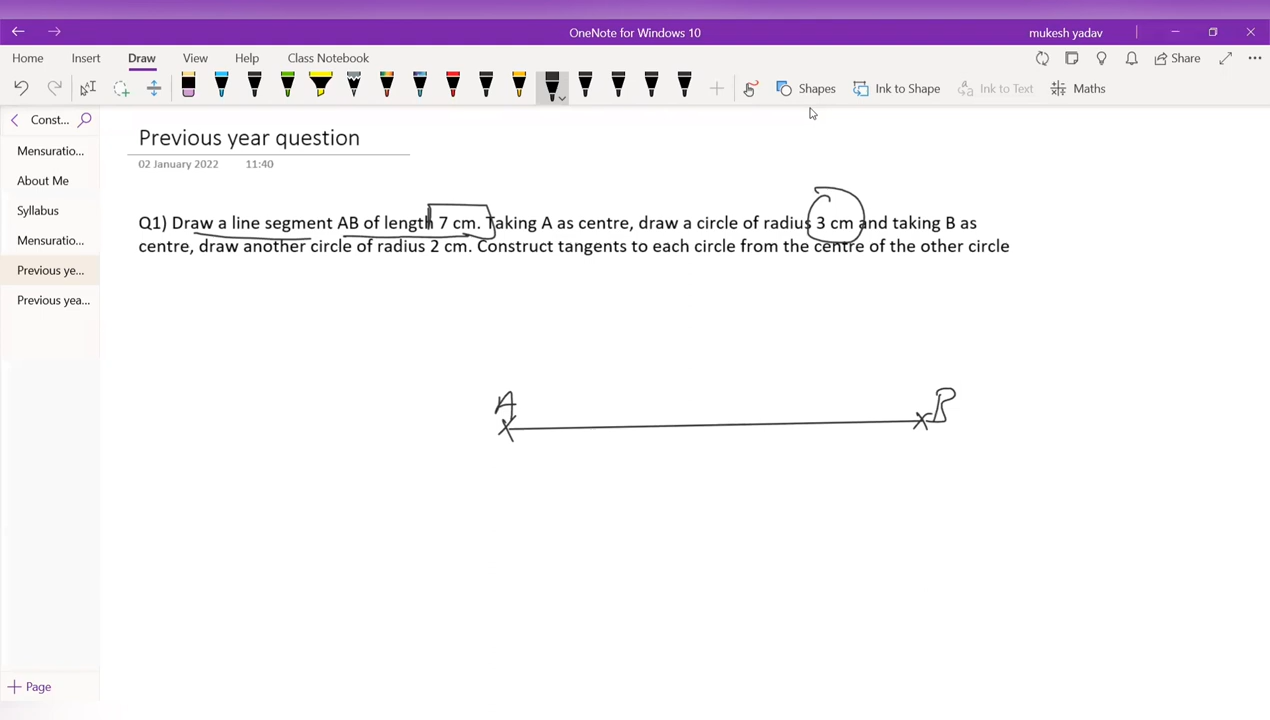 OneNote for Windows 10
mukesh yadav
Home Insert Draw View Help Class Notebook
Share
Shapes
Ink to Shape
Ink to Text
Maths
Const...
Mensuratio...
About Me
Syllabus
Mensuratio...
Previous ye...
Previous yea...
Page
Previous year question
02 January 2022 11:40
Q1) Draw a line segment AB of length 7 cm. Taking A as centre, draw a circle of radius 3 cm and taking B as
centre, draw another circle of radius 2 cm. Construct tangents to each circle from the centre of the other circle
A
B